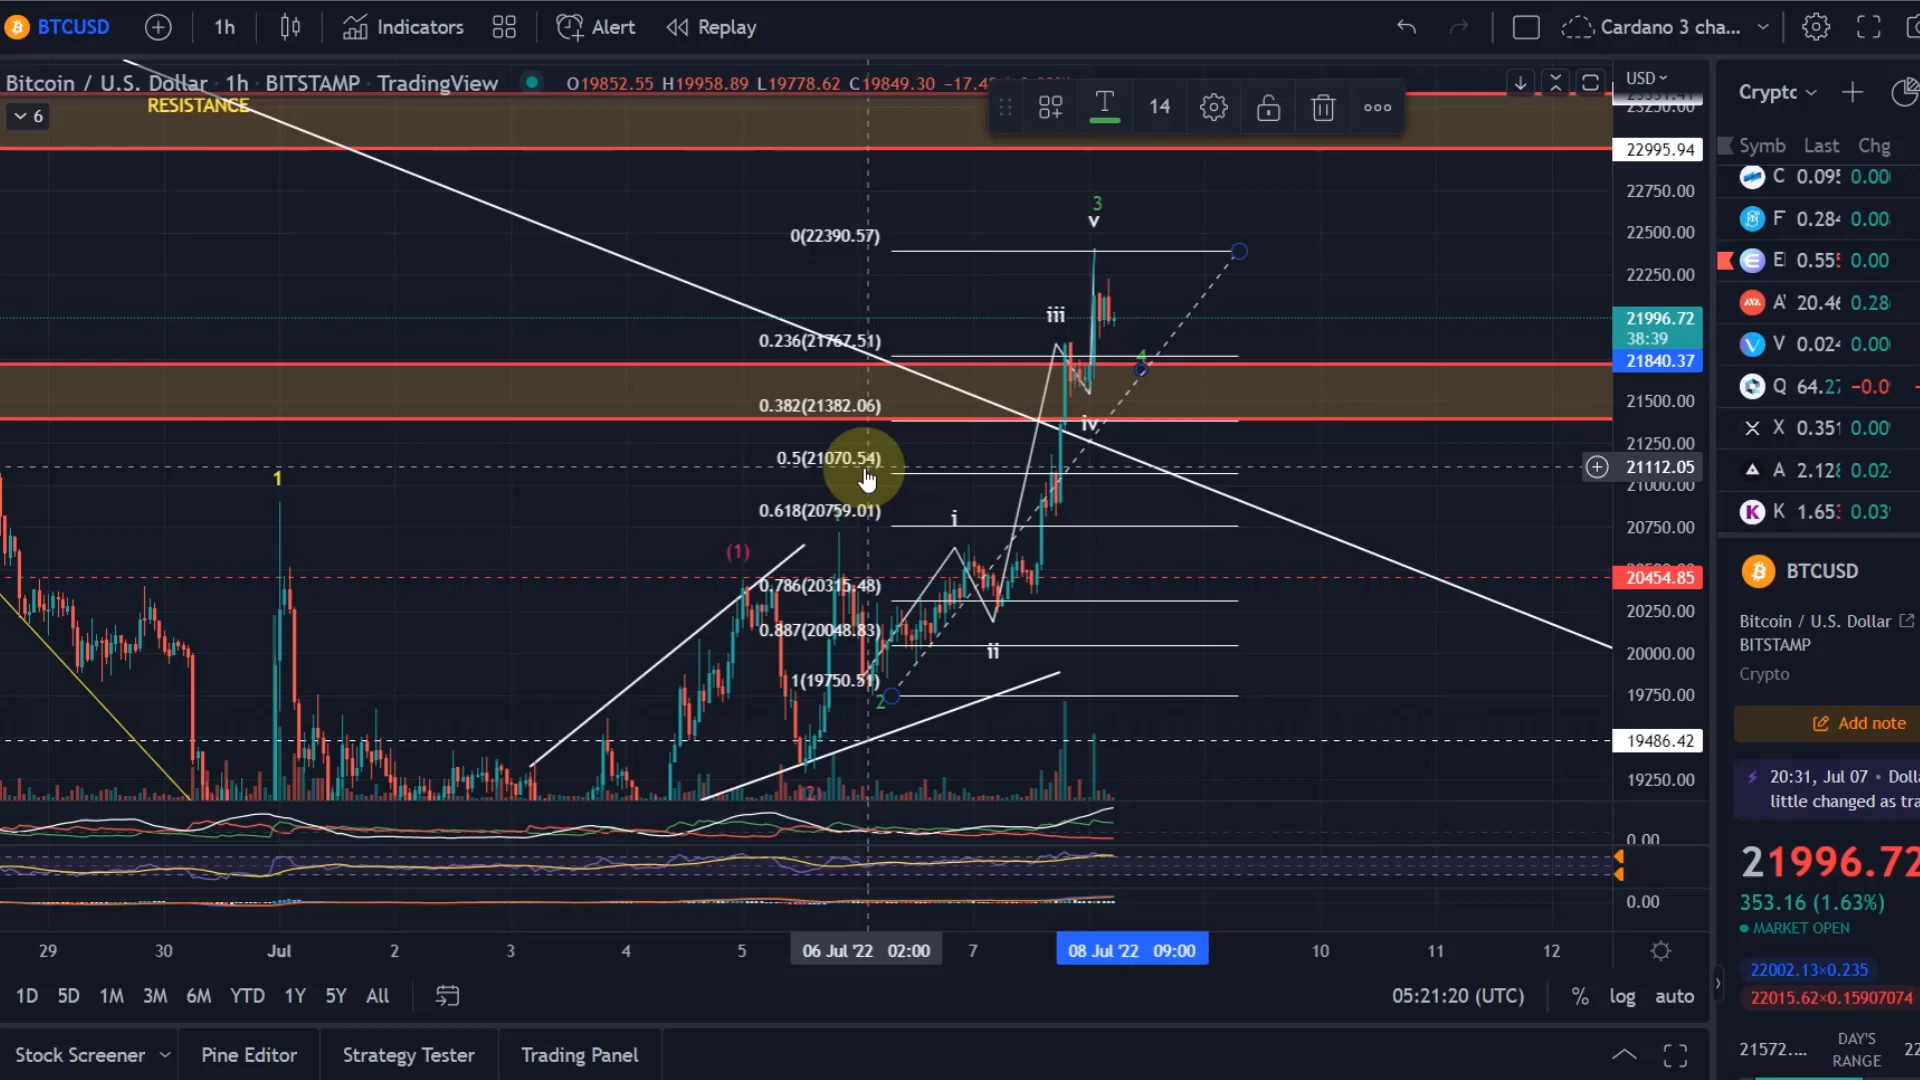 BTCUSD
1h
Indicators
Alert
Replay
Cardano 3 cha...
Bitcoin / U.S. Dollar · 1h · BITSTAMP · TradingView
O19852.55 H19958.89 L19778.62 C19849.30
6
RESISTANCE
14
USD
Crypto
Symb Last Chg
C 0.00
F 0.00
E 0.00
A 20.46 0.28
V 0.00
Q 64.27 −0.0
X 0.351 0.00
A 2.128 0.02
K 1.65 0.03
22995.94
22750.00
22500.00
22250.00
21996.72
38:39
21840.37
21500.00
21250.00
21112.05
21000.00
20750.00
20454.85
20250.00
20000.00
19750.00
19486.42
19250.00
0.00
0.00
3
v
0(22390.57)
iii
0.236(21767.51)
4
0.382(21382.06)
iv
0.5(21070.54)
1
0.618(20759.01)
i
(1)
0.786(20315.48)
0.887(20048.83)
ii
1(19750.51)
2
(2)
BTCUSD
Bitcoin / U.S. Dollar
BITSTAMP
Crypto
Add note
20:31, Jul 07 • Dolla
little changed as tra
21996.72
353.16 (1.63%)
MARKET OPEN
22002.13×0.235
22015.62×0.15907074
29 30 Jul 2 3 4 5 06 Jul '22 02:00 7 08 Jul '22 09:00 10 11 12
1D 5D 1M 3M 6M YTD 1Y 5Y All
05:21:20 (UTC)
% log auto
Stock Screener
Pine Editor
Strategy Tester
Trading Panel
21572....
DAY'S
RANGE
22